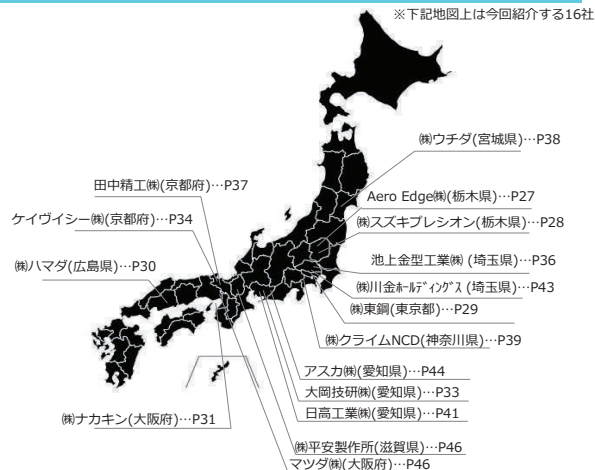 ※下記地図上は今回紹介する16社
㈱ウチダ(宮城県)…P38
田中精工㈱(京都府)…P37
Aero Edge㈱(栃木県)…P27
ケイヴイシー㈱(京都府)…P34
㈱スズキプレシオン(栃木県)…P28
池上金型工業㈱ (埼玉県)…P36
㈱ハマダ(広島県)…P30
㈱川金ﾎｰﾙﾃﾞｨﾝｸﾞｽ (埼玉県)…P43
㈱東鋼(東京都)…P29
㈱クライムNCD(神奈川県)…P39
アスカ㈱(愛知県)…P44
大岡技研㈱(愛知県)…P33
㈱ナカキン(大阪府)…P31
日高工業㈱(愛知県)…P41
㈱平安製作所(滋賀県)…P46
マツダ㈱(大阪府)…P46